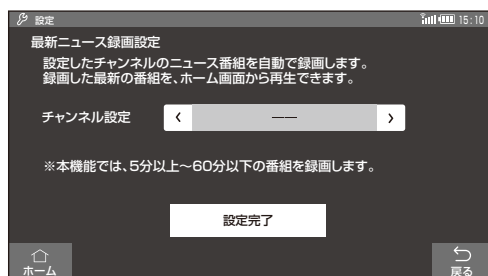 設定 15:10
最新ニュース録画設定
設定したチャンネルのニュース番組を自動で録画します。
録画した最新の番組を、ホーム画面から再生できます。
チャンネル設定 < ―― >
※本機能では、5分以上~60分以下の番組を録画します。
設定完了
ホーム 戻る